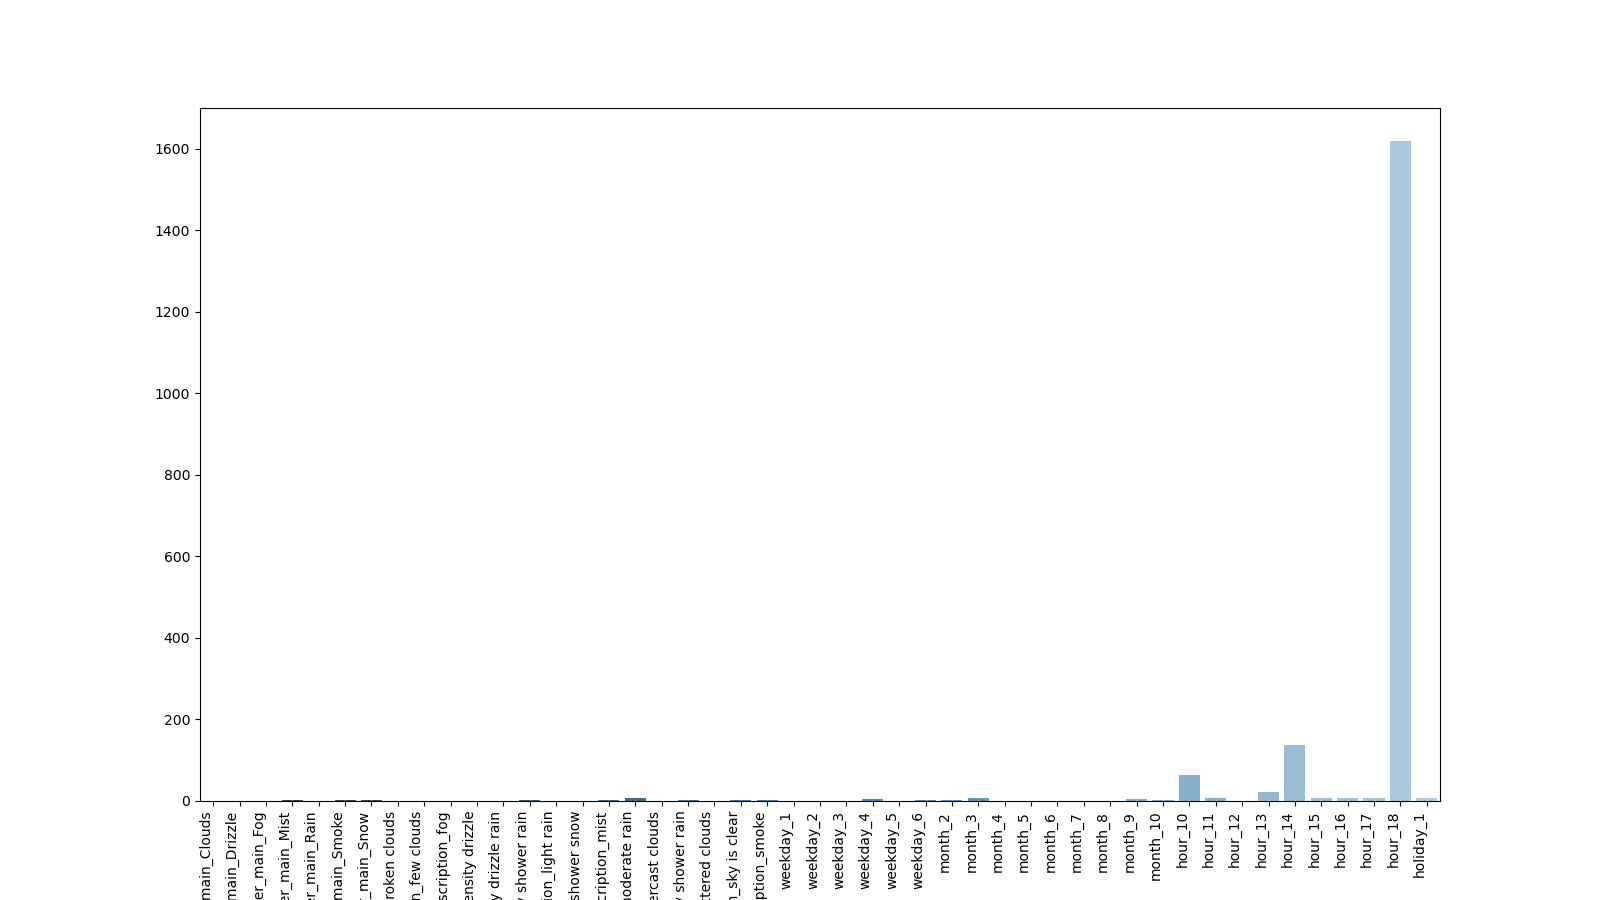 1600
1400
1200
1000
800
600
400
200
0
main_Clouds
main_Drizzle
er_main_Fog
er_main_Mist
r_main_Rain
main_Smoke
_main_Snow
roken clouds
n_few clouds
scription_fog
ensity drizzle
y drizzle rain
shower rain
ion_light rain
shower snow
cription_mist
noderate rain
ercast clouds
shower rain
ttered clouds
n_sky is clear
ption_smoke
weekday_1
weekday_2
weekday_3
weekday_4
weekday_5
weekday_6
month_2
month_3
month_4
month_5
month_6
month_7
month_8
month_9
month_10
hour_10
hour_11
hour_12
hour_13
hour_14
hour_15
hour_16
hour_17
hour_18
holiday_1